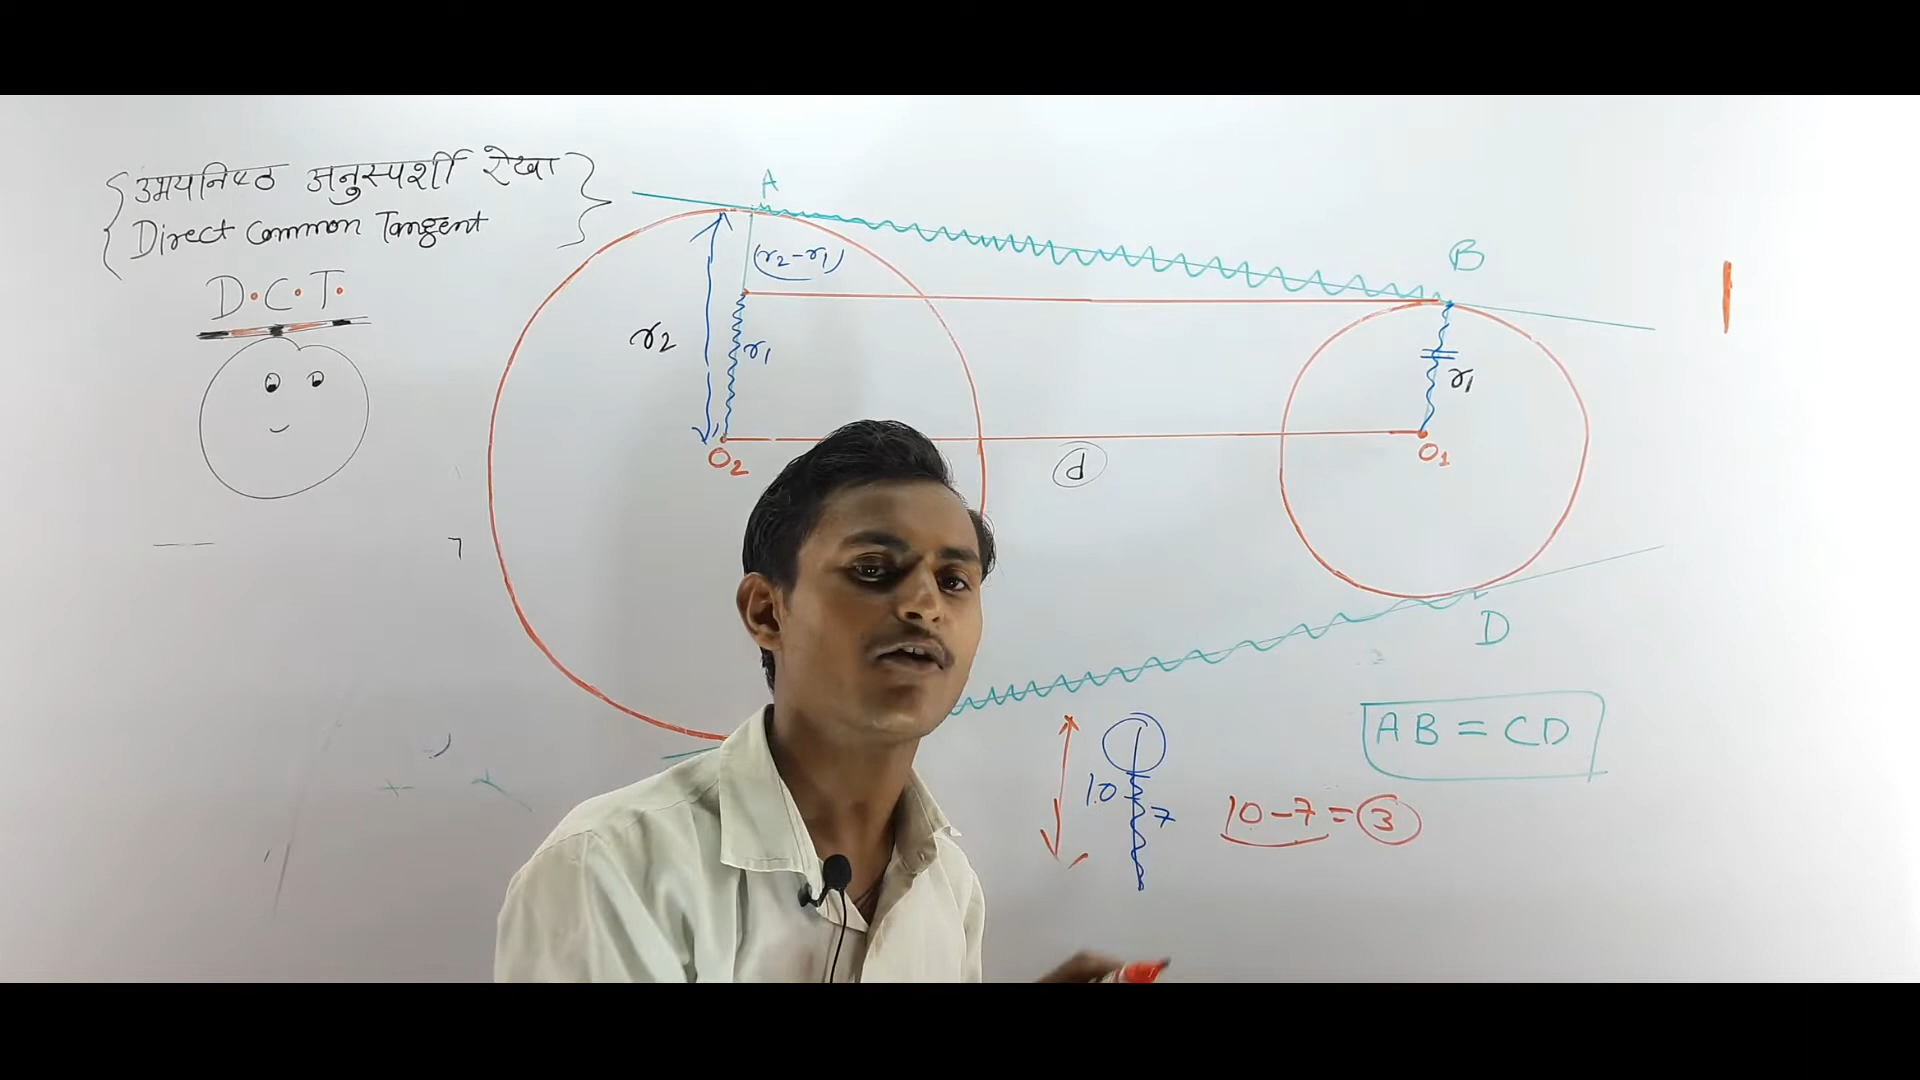 उभयनिष्ठ अनुस्पर्शी रेखा
Direct Common Tangent
D.C.T.
A
B
(r2-r1)
r2
r1
r1
O2
d
O1
D
AB = CD
10
7
10-7=3